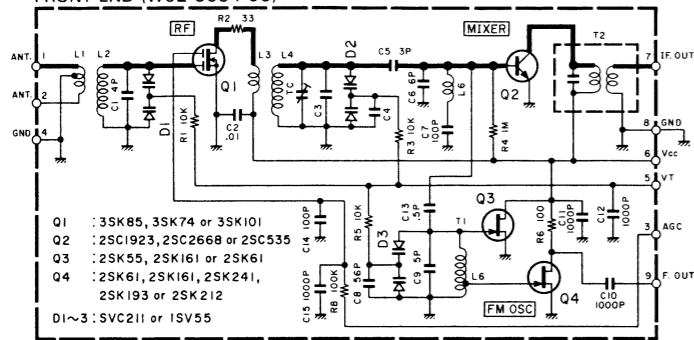 RF
R2 33
MIXER
ANT. 1
L1
L2
C1 4P
D1
R1 10K
Q1
C2 .01
L3
L4
TC
C3
D2
C4
C5 3P
R3 10K
C6 6P
C7 100P
L6
Q2
R4 1M
T2
7 IF. OUT
ANT. 2
GND 4
8 GND
6 Vcc
5 VT
3 AGC
9 F. OUT
C14 100P
C15 1000P
R8 100K
R5 10K
C8 56P
D3
C13 .5P
C9 5P
T1
L6
Q3
R6 100
C11 1000P
C12 1000P
Q4
FM OSC
C10 1000P
Q1 : 3SK85, 3SK74 or 3SK101
Q2 : 2SC1923, 2SC2668 or 2SC535
Q3 : 2SK55, 2SK161 or 2SK61
Q4 : 2SK61, 2SK161, 2SK241,
2SK193 or 2SK212
D1~3 : SVC211 or 1SV55